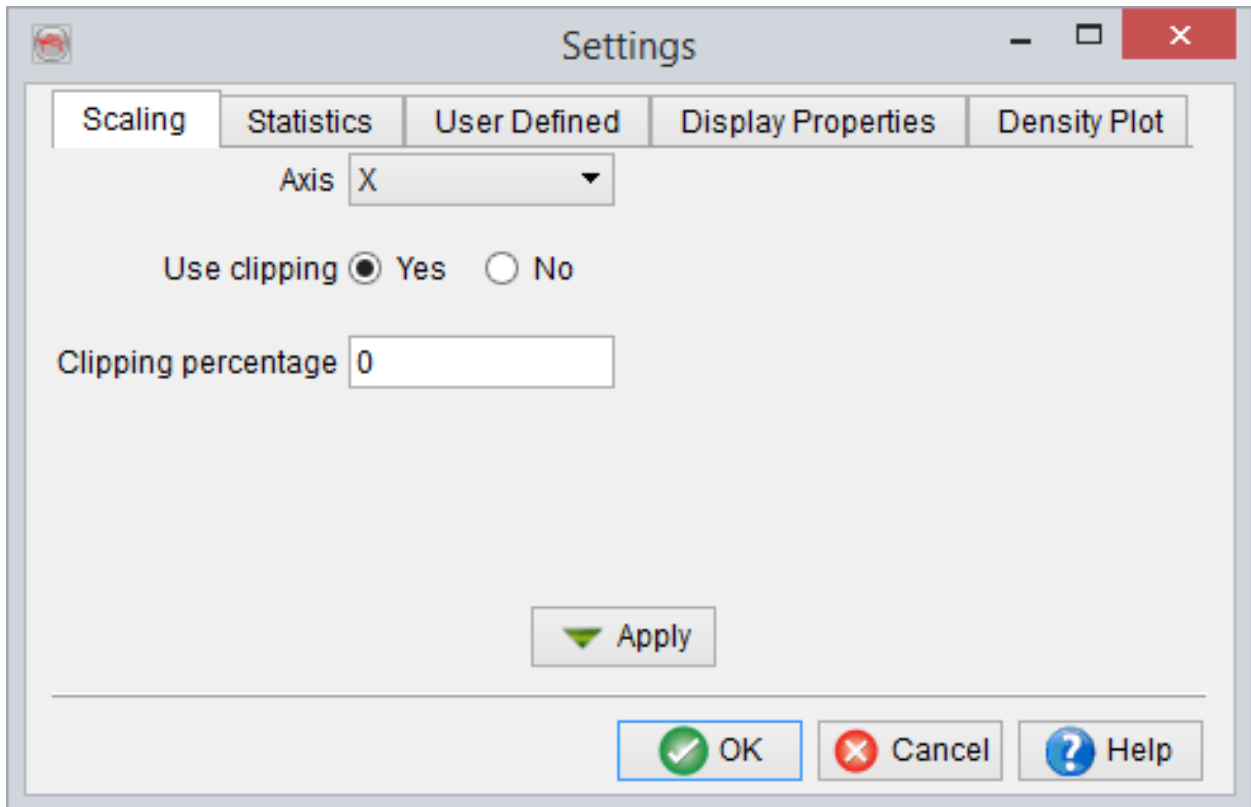 Settings
Scaling Statistics User Defined Display Properties Density Plot
Axis X
Use clipping Yes No
Clipping percentage 0
Apply
OK Cancel Help